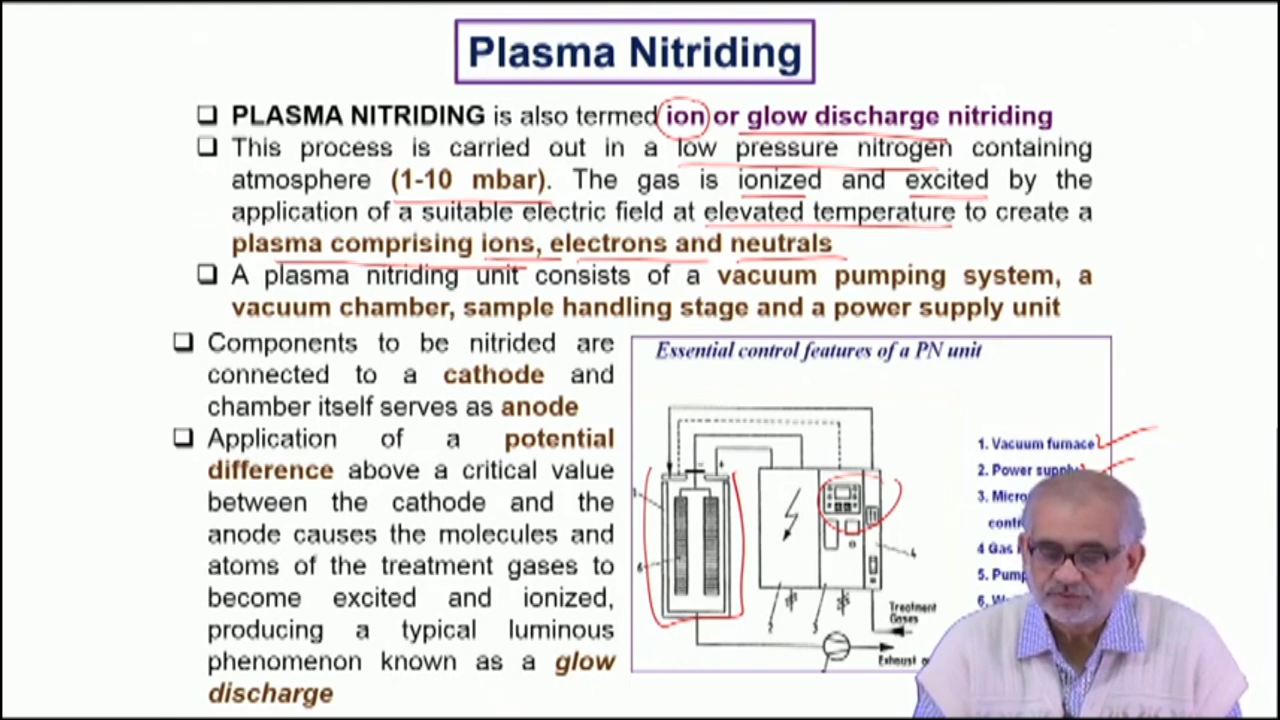 Plasma Nitriding
❑ PLASMA NITRIDING is also termed ion or glow discharge nitriding
❑ This process is carried out in a low pressure nitrogen containing
atmosphere (1-10 mbar). The gas is ionized and excited by the
application of a suitable electric field at elevated temperature to create a
plasma comprising ions, electrons and neutrals
❑ A plasma nitriding unit consists of a vacuum pumping system, a
vacuum chamber, sample handling stage and a power supply unit
❑ Components to be nitrided are
connected to a cathode and
chamber itself serves as anode
❑ Application of a potential
difference above a critical value
between the cathode and the
anode causes the molecules and
atoms of the treatment gases to
become excited and ionized,
producing a typical luminous
phenomenon known as a glow
discharge
Essential control features of a PN unit
1. Vacuum furnace
2. Power supply
3.
4 Gas
5.
6.
Treatment
Gases
Exhaust